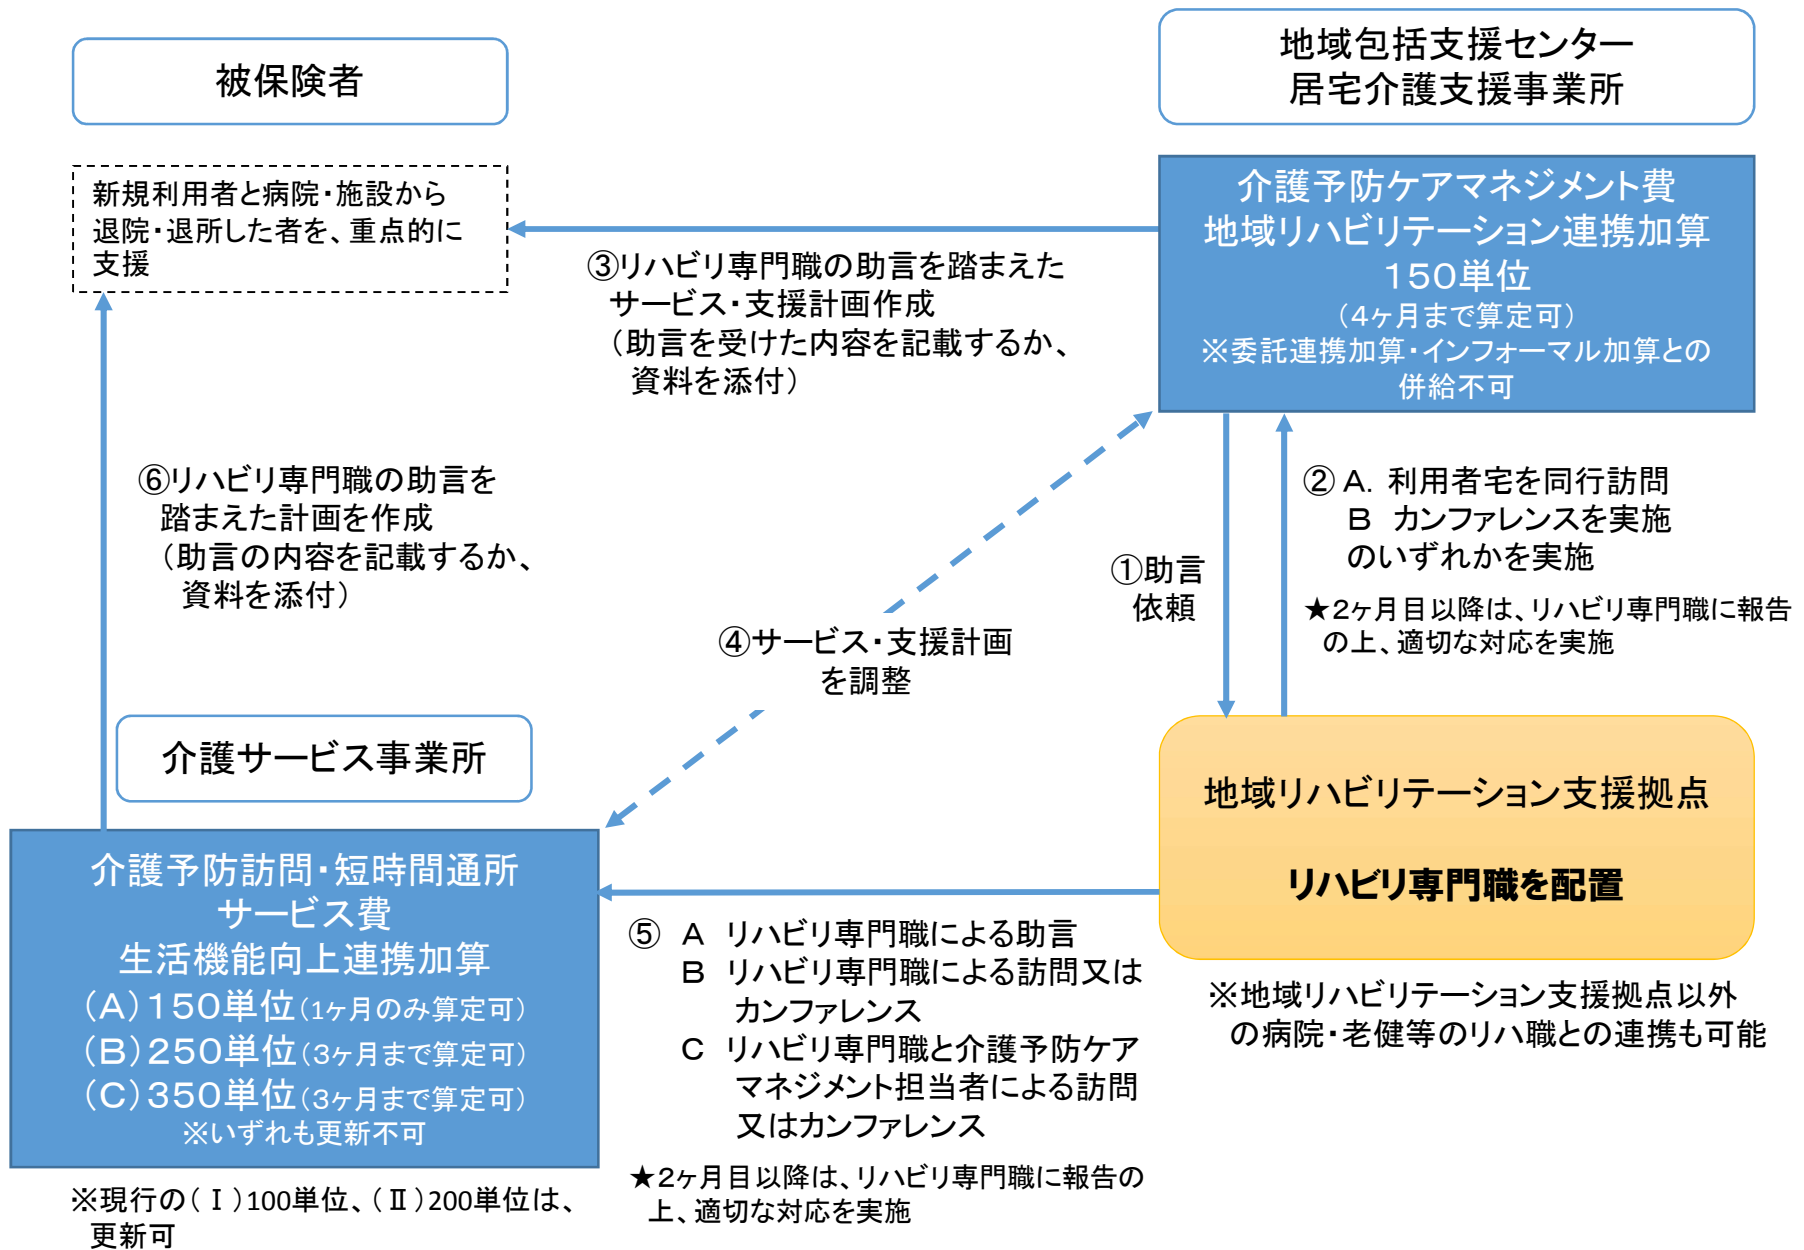 被保険者
地域包括支援センター
居宅介護支援事業所
新規利用者と病院・施設から
退院・退所した者を、重点的に
支援
介護予防ケアマネジメント費
地域リハビリテーション連携加算
150単位
（4ヶ月まで算定可）
※委託連携加算・インフォーマル加算との
併給不可
③リハビリ専門職の助言を踏まえた
サービス・支援計画作成
（助言を受けた内容を記載するか、
資料を添付）
⑥リハビリ専門職の助言を
踏まえた計画を作成
（助言の内容を記載するか、
資料を添付）
①助言
依頼
② A. 利用者宅を同行訪問
B カンファレンスを実施
のいずれかを実施
★2ヶ月目以降は、リハビリ専門職に報告
の上、適切な対応を実施
④サービス・支援計画
を調整
介護サービス事業所
地域リハビリテーション支援拠点
リハビリ専門職を配置
介護予防訪問・短時間通所
サービス費
生活機能向上連携加算
（A）150単位（1ヶ月のみ算定可）
（B）250単位（3ヶ月まで算定可）
（C）350単位（3ヶ月まで算定可）
※いずれも更新不可
⑤ A リハビリ専門職による助言
B リハビリ専門職による訪問又は
カンファレンス
C リハビリ専門職と介護予防ケア
マネジメント担当者による訪問
又はカンファレンス
★2ヶ月目以降は、リハビリ専門職に報告の
上、適切な対応を実施
※地域リハビリテーション支援拠点以外
の病院・老健等のリハ職との連携も可能
※現行の（Ⅰ）100単位、（Ⅱ）200単位は、
更新可